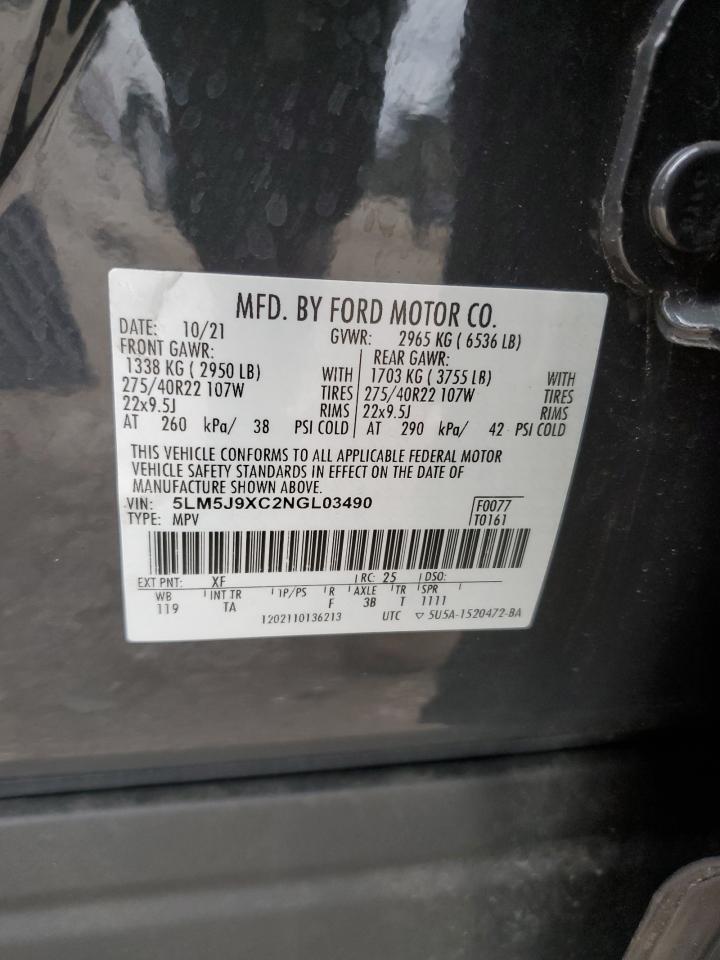 MFD. BY FORD MOTOR CO.
DATE: 10/21 GVWR: 2965 KG ( 6536 LB)
FRONT GAWR: REAR GAWR:
1338 KG ( 2950 LB) WITH 1703 KG ( 3755 LB) WITH
275/40R22 107W TIRES 275/40R22 107W TIRES
22x9.5J RIMS 22x9.5J RIMS
AT 260 kPa/ 38 PSI COLD AT 290 kPa/ 42 PSI COLD
THIS VEHICLE CONFORMS TO ALL APPLICABLE FEDERAL MOTOR
VEHICLE SAFETY STANDARDS IN EFFECT ON THE DATE OF
MANUFACTURE SHOWN ABOVE.
VIN: 5LM5J9XC2NGL03490 F0077
TYPE: MPV T0161
EXT PNT: XF RC: 25 DSO:
WB INT TR TP/PS R AXLE TR SPR
119 TA F 3B T 1111
1202110136213 UTC ▽ 5U5A-1520472-BA